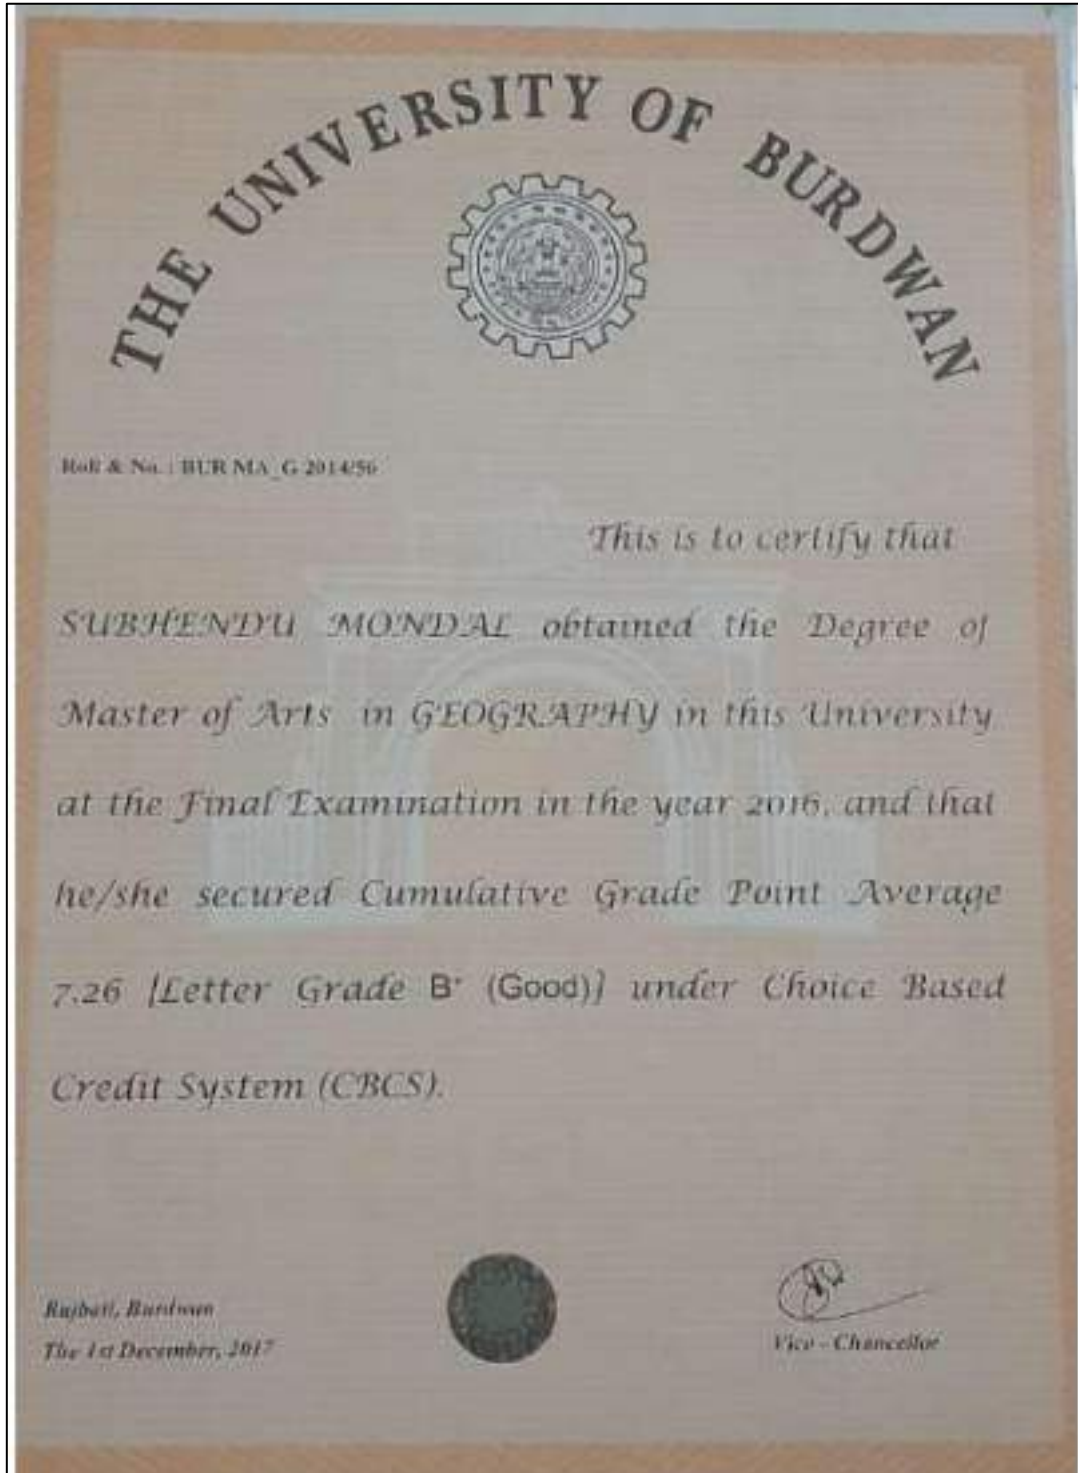 THE UNIVERSITY OF BURDWAN
Roll & No. : BUR MA_G 2014/56
This is to certify that
SUBHENDU MONDAL obtained the Degree of
Master of Arts in GEOGRAPHY in this University
at the Final Examination in the year 2016, and that
he/she secured Cumulative Grade Point Average
7.26 [Letter Grade B+ (Good)] under Choice Based
Credit System (CBCS).
Rajbati, Burdwan
The 1st December, 2017
Vice - Chancellor